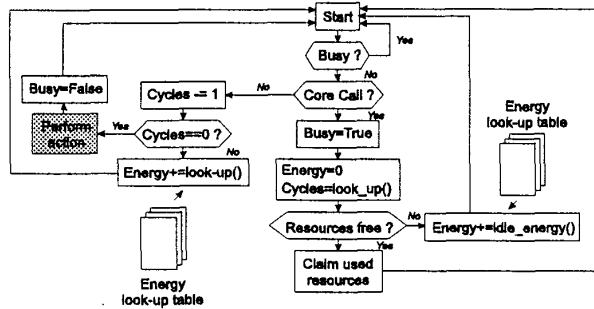 Start
Yes
Busy ?
No
Busy=False
Cycles -= 1
No
Core Call ?
Yes
Energy
look-up table
Perform
action
Yes
Cycles==0 ?
Busy=True
No
Energy+=look-up()
Energy=0
Cycles=look_up()
Resources free ?
No
Energy+=idle_energy()
Yes
Claim used
resources
Energy
look-up table